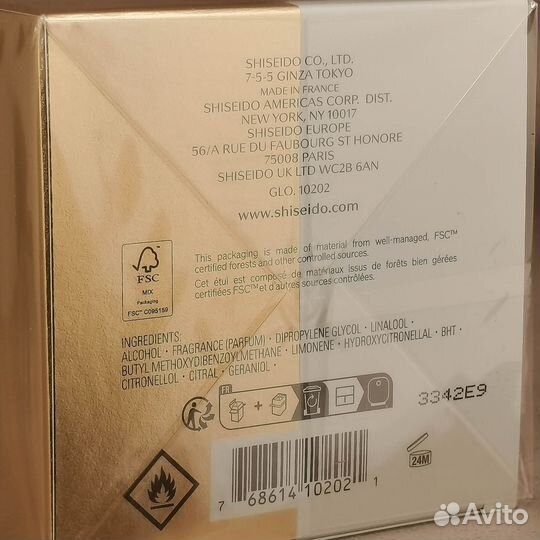 SHISEIDO CO., LTD.
7-5-5 GINZA TOKYO
MADE IN FRANCE
SHISEIDO AMERICAS CORP. DIST.
NEW YORK, NY 10017
SHISEIDO EUROPE
56/A RUE DU FAUBOURG ST HONORE
75008 PARIS
SHISEIDO UK LTD WC2B 6AN
GLO. 10202
www.shiseido.com
FSC
MIX
Packaging
FSC™ C095159
This packaging is made of material from well-managed, FSC™
certified forests and other controlled sources.
Cet étui est composé de matériaux issus de forêts bien gérées
certifiées FSC™ et d'autres sources contrôlées.
INGREDIENTS:
ALCOHOL · FRAGRANCE (PARFUM) · DIPROPYLENE GLYCOL · LINALOOL ·
BUTYL METHOXYDIBENZOYLMETHANE · LIMONENE · HYDROXYCITRONELLAL · BHT ·
CITRONELLOL · CITRAL · GERANIOL ·
FR
+
3342E9
24M
7 68614 10202 1
Avito